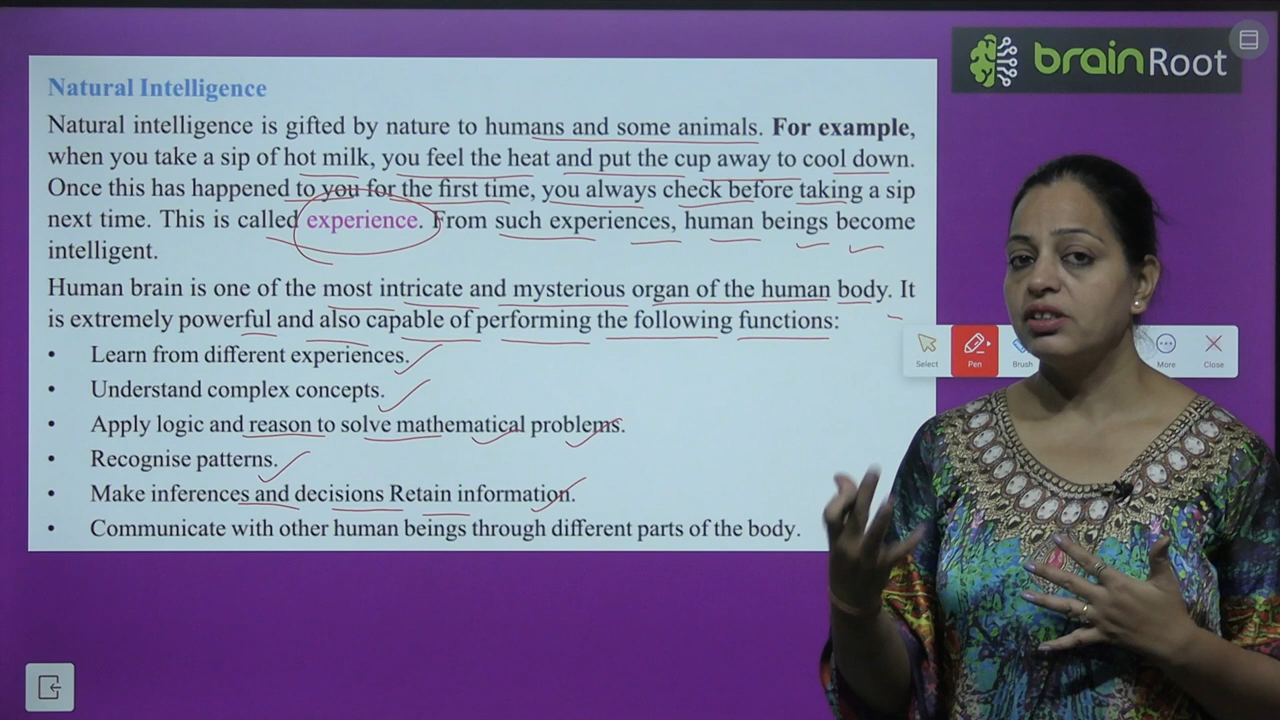 brainRoot
Natural Intelligence
Natural intelligence is gifted by nature to humans and some animals. For example,
when you take a sip of hot milk, you feel the heat and put the cup away to cool down.
Once this has happened to you for the first time, you always check before taking a sip
next time. This is called experience. From such experiences, human beings become
intelligent.
Human brain is one of the most intricate and mysterious organ of the human body. It
is extremely powerful and also capable of performing the following functions:
• Learn from different experiences.
• Understand complex concepts.
• Apply logic and reason to solve mathematical problems.
• Recognise patterns.
• Make inferences and decisions Retain information.
• Communicate with other human beings through different parts of the body.
Select Pen Brush More Close